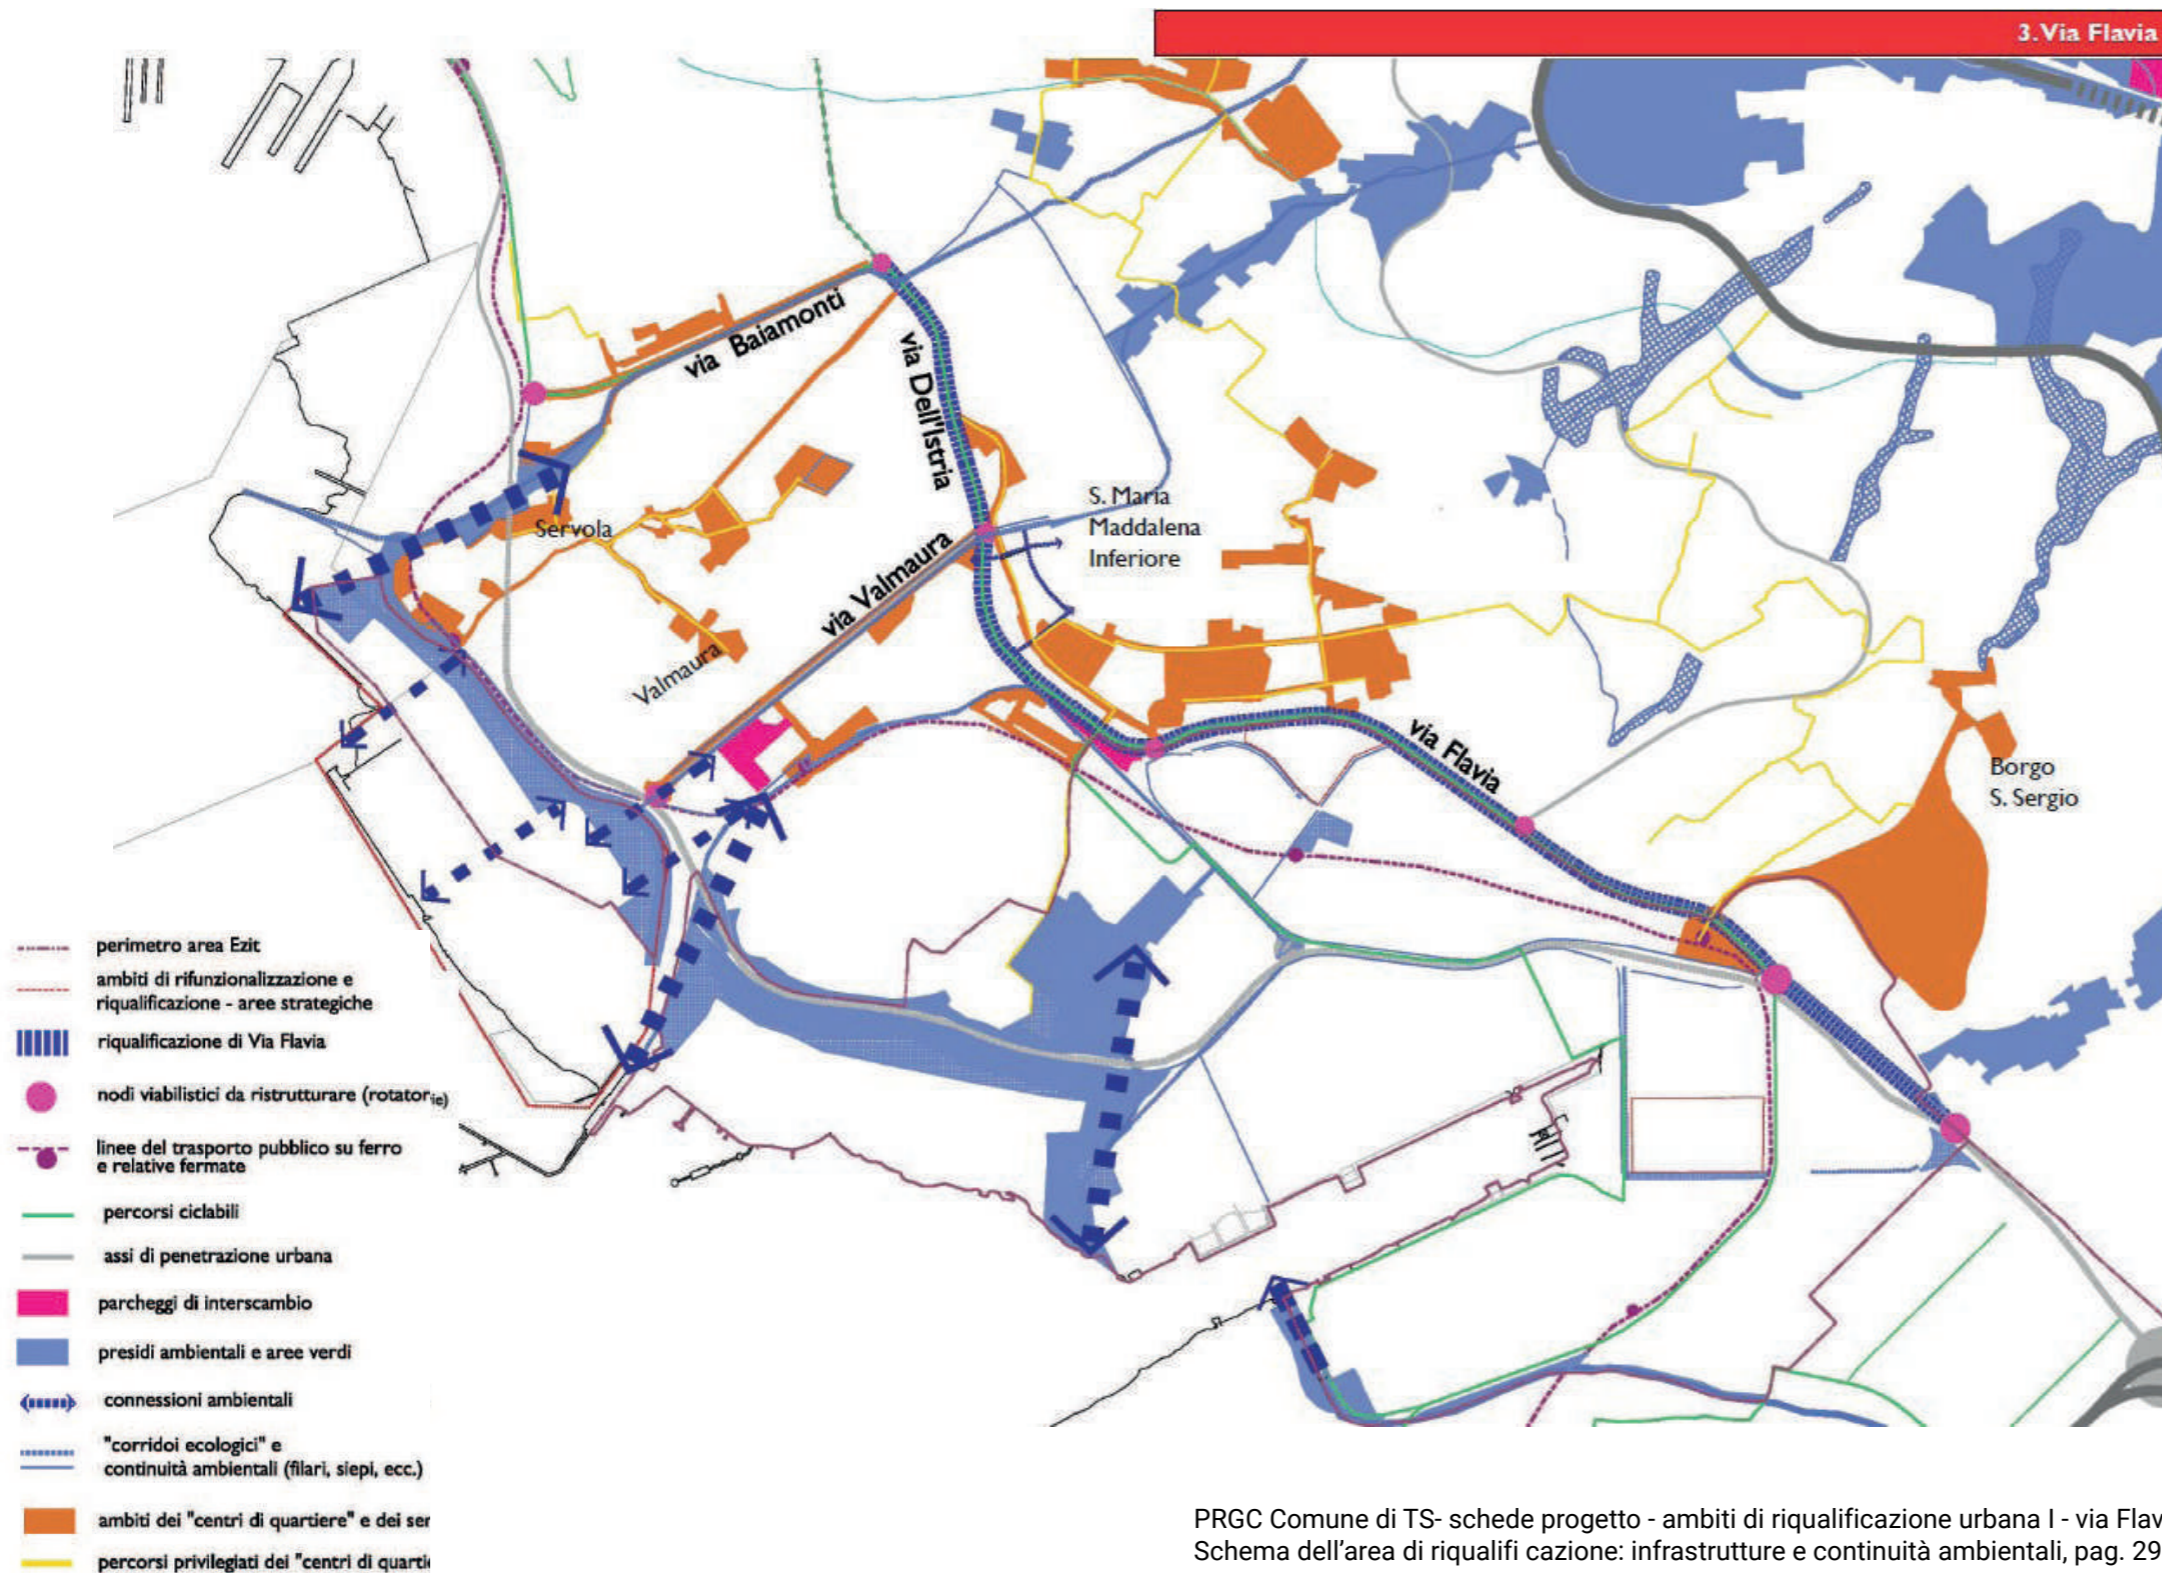 3. Via Flavia
via Baiamonti
via Dell'Istria
S. Maria
Maddalena
Inferiore
Servola
via Valmaura
Valmaura
via Flavia
Borgo
S. Sergio
perimetro area Ezit
ambiti di rifunzionalizzazione e
riqualificazione - aree strategiche
riqualificazione di Via Flavia
nodi viabilistici da ristrutturare (rotatorie)
linee del trasporto pubblico su ferro
e relative fermate
percorsi ciclabili
assi di penetrazione urbana
parcheggi di interscambio
presidi ambientali e aree verdi
connessioni ambientali
"corridoi ecologici" e
continuità ambientali (filari, siepi, ecc.)
ambiti dei "centri di quartiere" e dei ser
percorsi privilegiati dei "centri di quartie
PRGC Comune di TS- schede progetto - ambiti di riqualificazione urbana I - via Flav
Schema dell'area di riqualifi cazione: infrastrutture e continuità ambientali, pag. 29